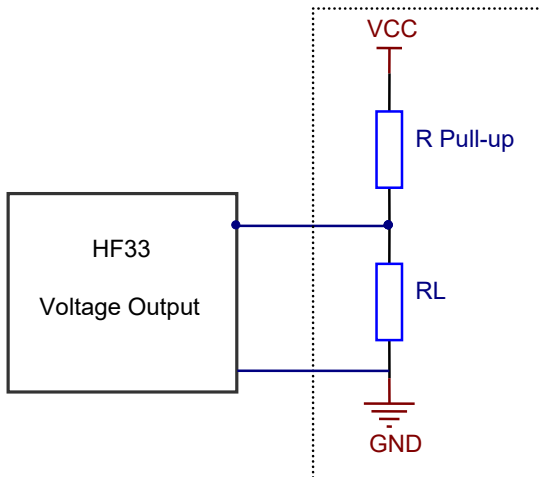 VCC
R Pull-up
HF33
Voltage Output
RL
GND